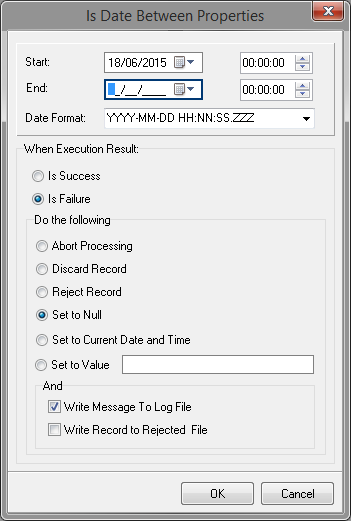 Is Date Between Properties
Start: 18/06/2015 00:00:00
End: _/__/____ 00:00:00
Date Format: YYYY-MM-DD HH:NN:SS.ZZZ
When Execution Result:
Is Success
Is Failure
Do the following
Abort Processing
Discard Record
Reject Record
Set to Null
Set to Current Date and Time
Set to Value
And
Write Message To Log File
Write Record to Rejected File
OK Cancel